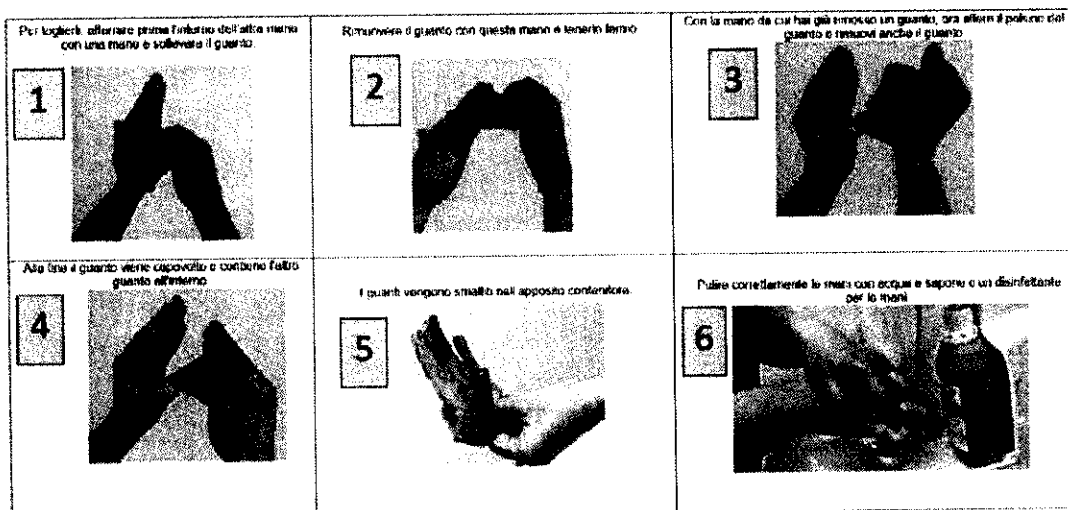 Per toglierli, afferrare prima l'interno dell'altra mano
con una mano e sollevare il guanto.
1
Rimuovere il guanto con questa mano e tenerlo fermo
2
Con la mano da cui hai già rimosso un guanto, ora afferra il polsino del
guanto e rimuovi anche il guanto
3
Alla fine il guanto viene capovolto e contiene l'altro
guanto all'interno
4
I guanti vengono smaltiti nell'apposito contenitore.
5
Pulire correttamente le mani con acqua e sapone o un disinfettante
per le mani
6